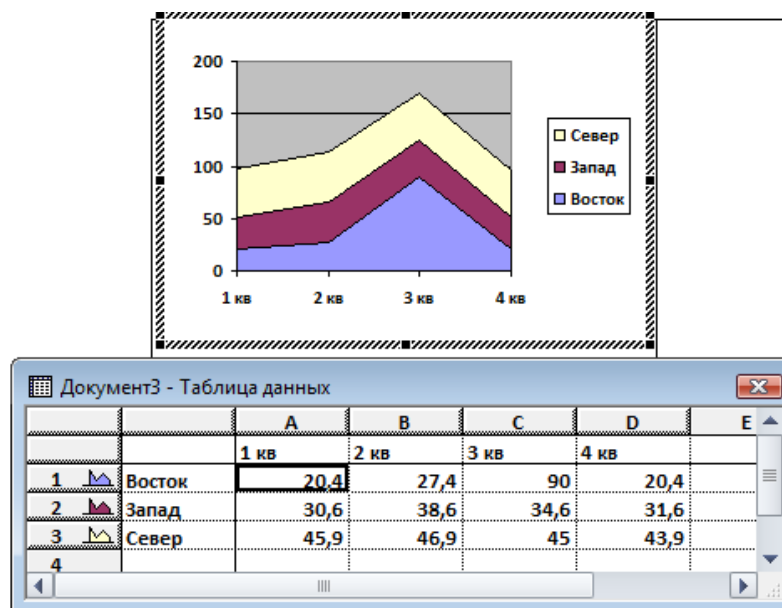 200
150
100
50
0
1 кв 2 кв 3 кв 4 кв
Север
Запад
Восток
Документ3 - Таблица данных
A B C D E
1 кв 2 кв 3 кв 4 кв
1 Восток 20,4 27,4 90 20,4
2 Запад 30,6 38,6 34,6 31,6
3 Север 45,9 46,9 45 43,9
4